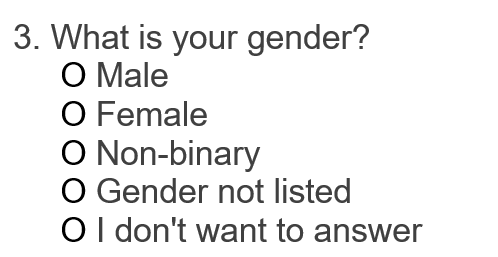 3. What is your gender?
O Male
O Female
O Non-binary
O Gender not listed
O I don't want to answer